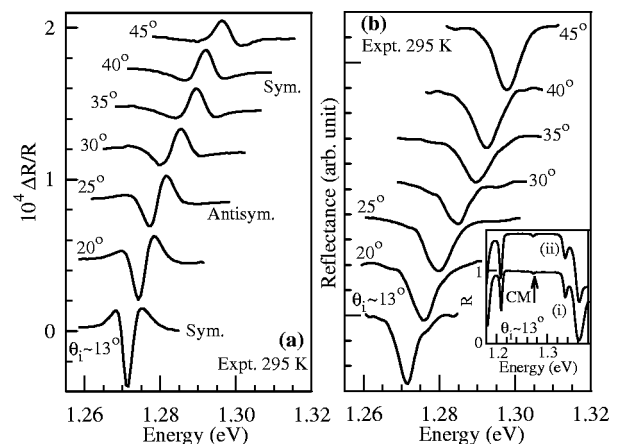 2
1
0
10⁴ ΔR/R
45°
40°
Sym.
35°
30°
25°
Antisym.
20°
θᵢ~13°
Sym.
(a)
Expt. 295 K
1.26 1.28 1.30 1.32
Energy (eV)
(b)
Expt. 295 K
Reflectance (arb. unit)
45°
40°
35°
30°
25°
20°
θᵢ~13°
R
1
0
(ii)
CM
(i)
θᵢ~13°
1.2 1.3
Energy (eV)
1.26 1.28 1.30 1.32
Energy (eV)